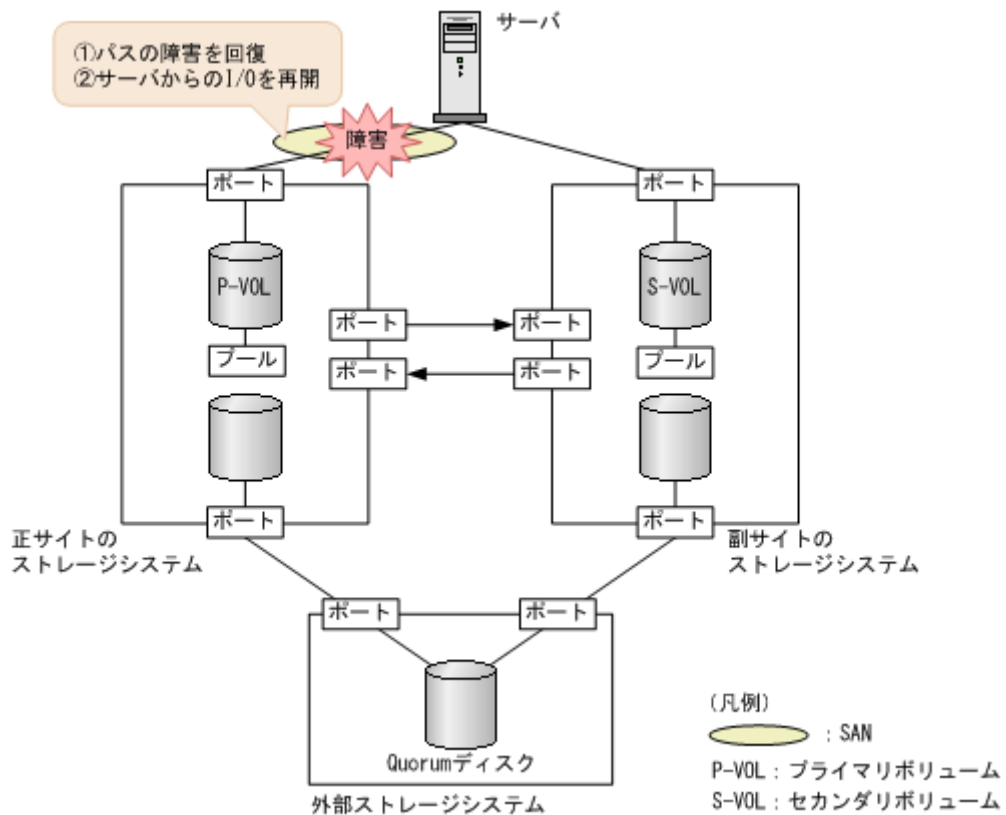 サーバ
①パスの障害を回復
②サーバからのI/Oを再開
障害
ポート
ポート
P-VOL
S-VOL
ポート
ポート
プール
ポート
ポート
プール
ポート
ポート
正サイトの
ストレージシステム
副サイトの
ストレージシステム
ポート
ポート
Quorumディスク
外部ストレージシステム
(凡例)
：SAN
P-VOL：プライマリボリューム
S-VOL：セカンダリボリューム